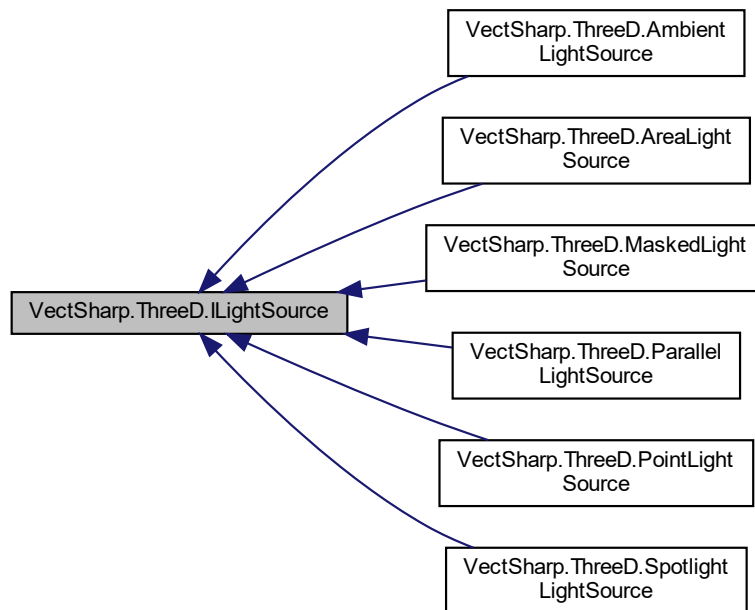 VectSharp.ThreeD.Ambient
LightSource
VectSharp.ThreeD.AreaLight
Source
VectSharp.ThreeD.MaskedLight
Source
VectSharp.ThreeD.ILightSource
VectSharp.ThreeD.Parallel
LightSource
VectSharp.ThreeD.PointLight
Source
VectSharp.ThreeD.Spotlight
LightSource